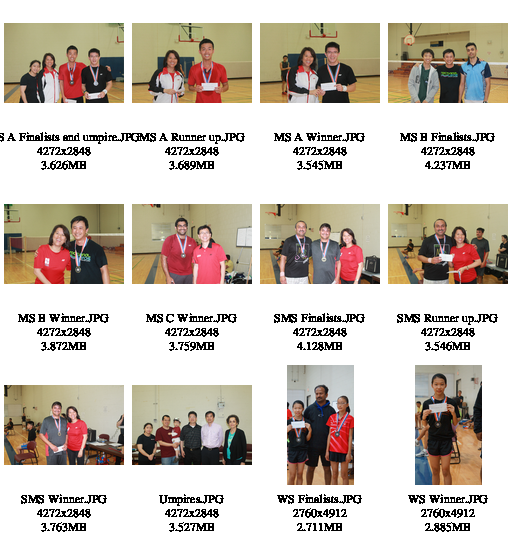 S A Finalists and umpire.JPG
4272x2848
3.626MB
MS A Runner up.JPG
4272x2848
3.689MB
MS A Winner.JPG
4272x2848
3.545MB
MS B Finalists.JPG
4272x2848
4.237MB
MS B Winner.JPG
4272x2848
3.872MB
MS C Winner.JPG
4272x2848
3.759MB
SMS Finalists.JPG
4272x2848
4.128MB
SMS Runner up.JPG
4272x2848
3.546MB
SMS Winner.JPG
4272x2848
3.763MB
Umpires.JPG
4272x2848
3.527MB
WS Finalists.JPG
2760x4912
2.711MB
WS Winner.JPG
2760x4912
2.885MB